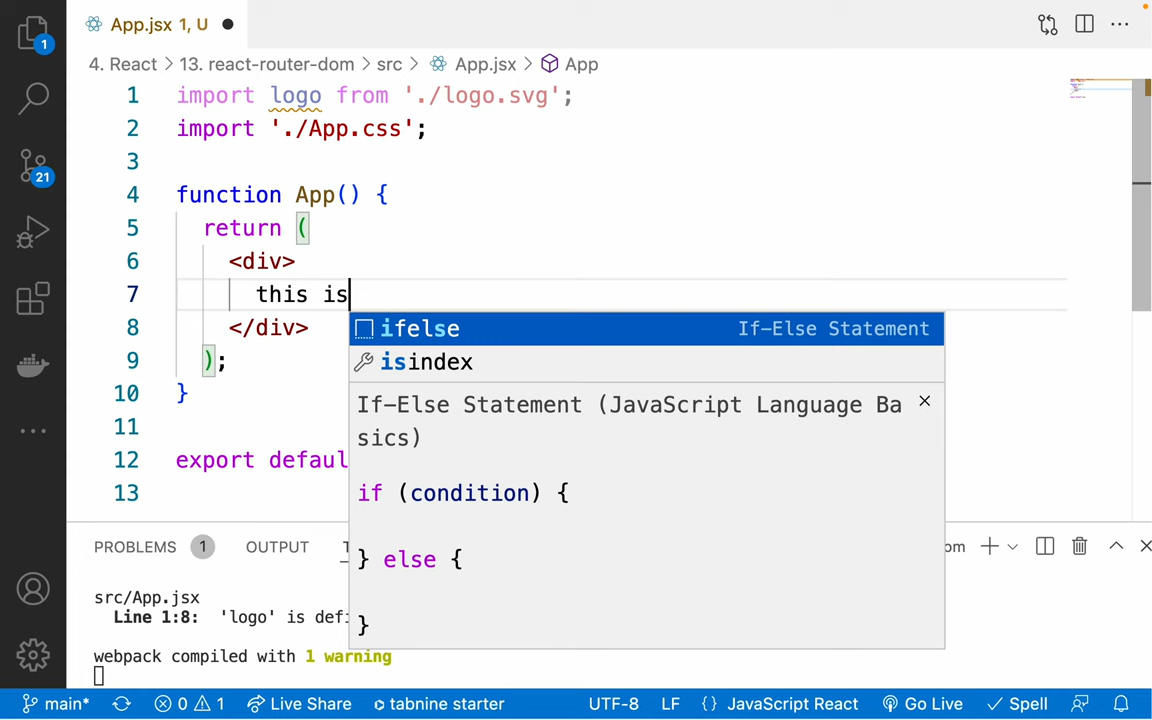 App.jsx 1, U
4. React > 13. react-router-dom > src > App.jsx > App
1 import logo from './logo.svg';
2 import './App.css';
3
4 function App() {
5 return (
6 <div>
7 this is
8 </div>
9 );
10 }
11
12 export defaul
13
ifelse If-Else Statement
isindex
If-Else Statement (JavaScript Language Ba
sics)
if (condition) {
} else {
}
PROBLEMS 1 OUTPUT
src/App.jsx
Line 1:8: 'logo' is defi
webpack compiled with 1 warning
1
21
main* 0 1 Live Share tabnine starter UTF-8 LF {} JavaScript React Go Live Spell